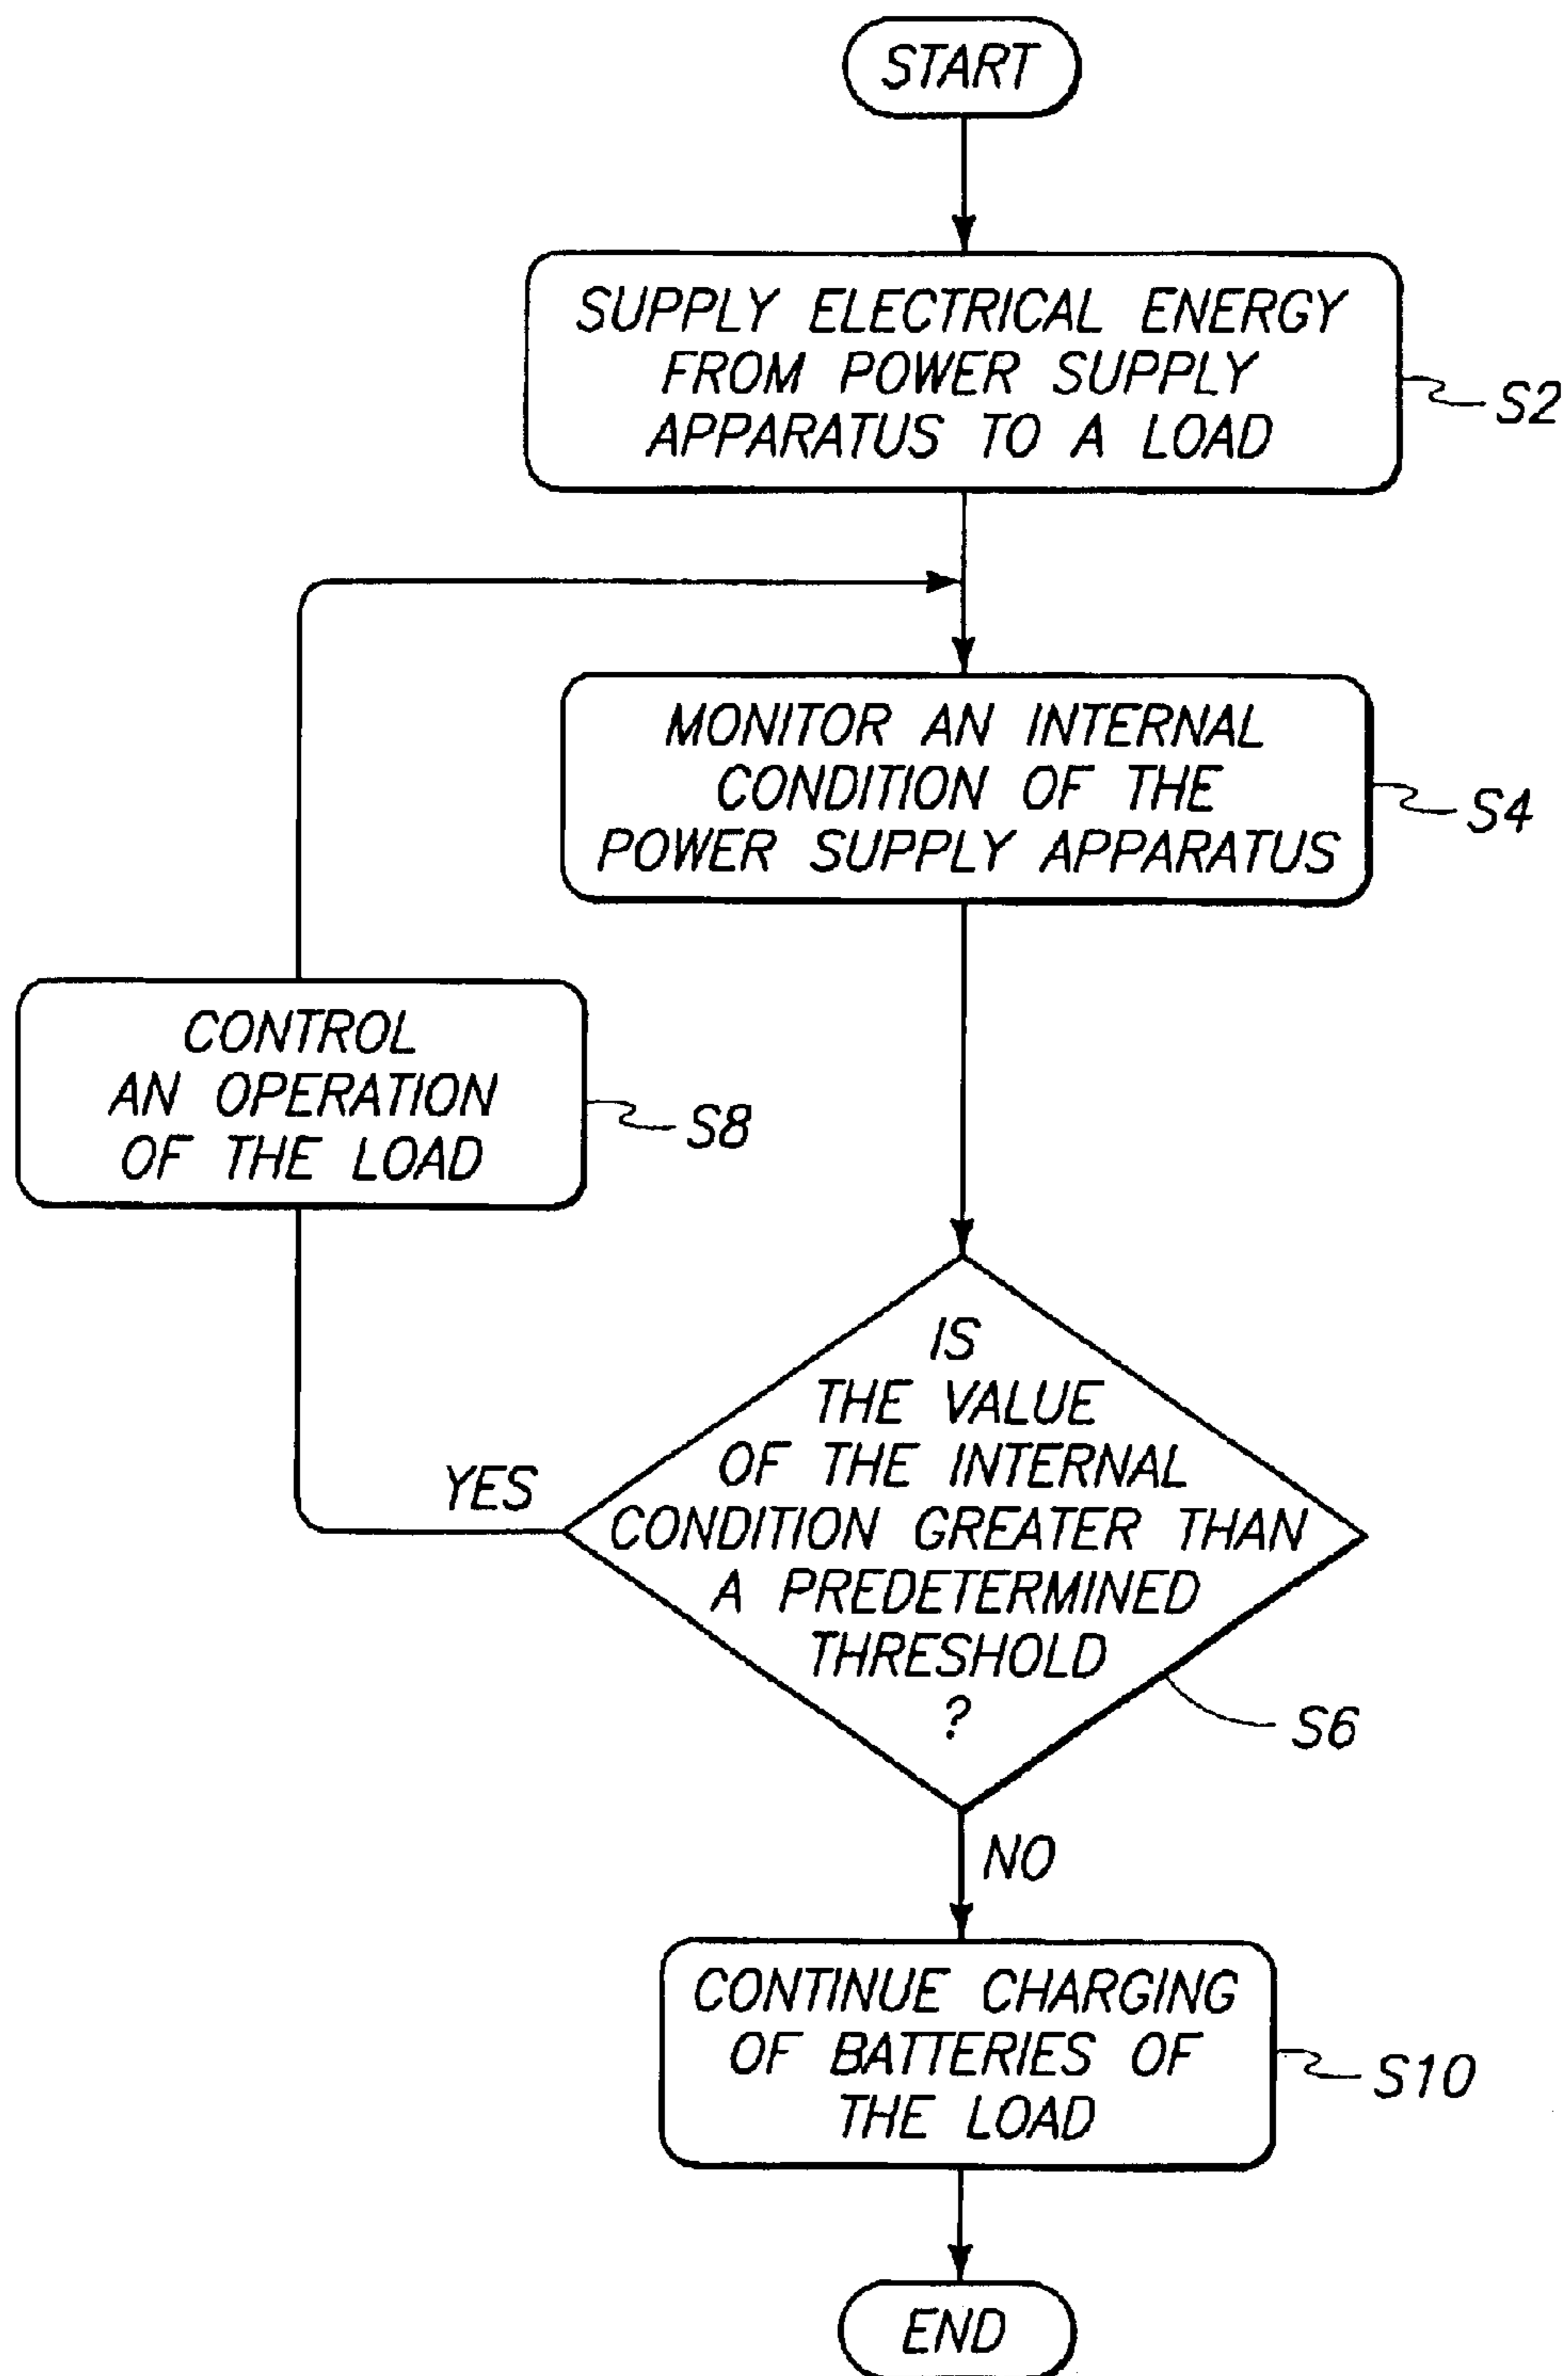 START
SUPPLY ELECTRICAL ENERGY
FROM POWER SUPPLY
APPARATUS TO A LOAD
S2
MONITOR AN INTERNAL
CONDITION OF THE
POWER SUPPLY APPARATUS
S4
CONTROL
AN OPERATION
OF THE LOAD
S8
IS
THE VALUE
OF THE INTERNAL
CONDITION GREATER THAN
A PREDETERMINED
THRESHOLD
?
YES
S6
NO
CONTINUE CHARGING
OF BATTERIES OF
THE LOAD
S10
END